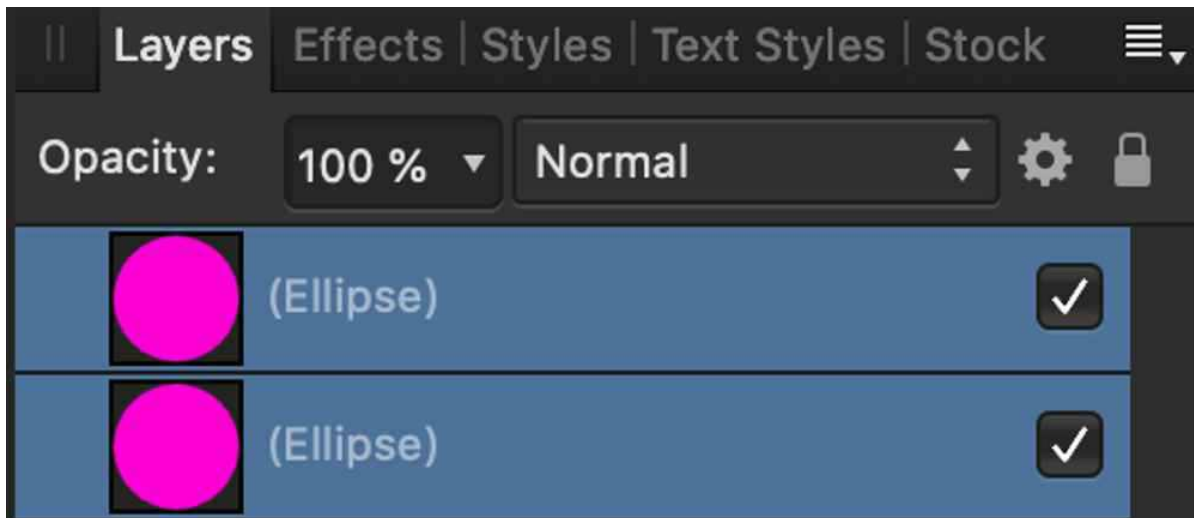 Layers Effects | Styles | Text Styles | Stock
Opacity: 100 % Normal
(Ellipse)
(Ellipse)